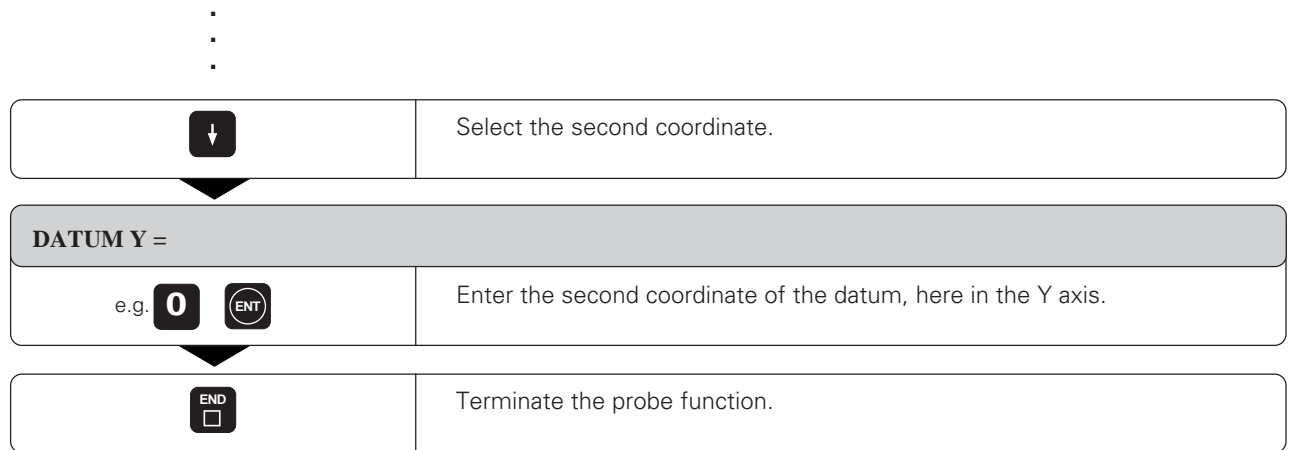 .
.
.
Select the second coordinate.
DATUM Y =
e.g. 0 ENT
Enter the second coordinate of the datum, here in the Y axis.
END
Terminate the probe function.